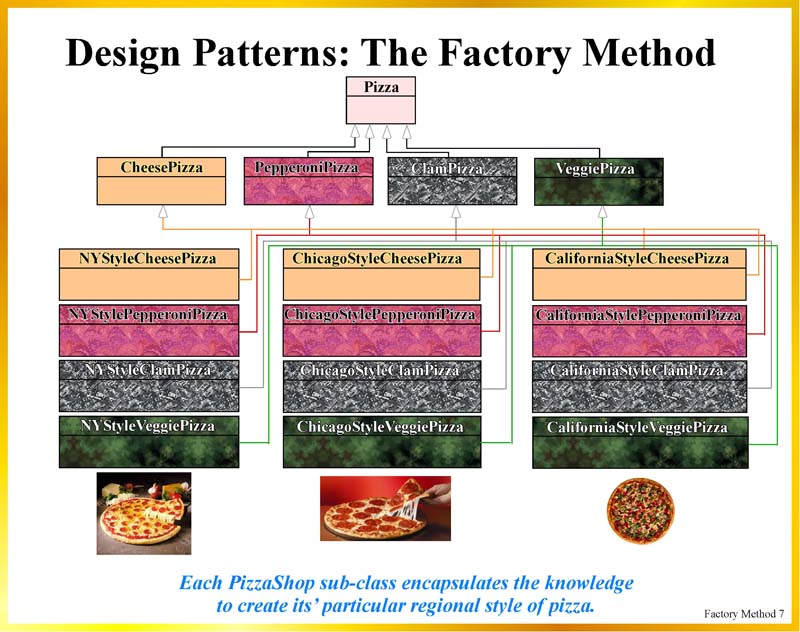 Design Patterns: The Factory Method
Pizza
CheesePizza
PepperoniPizza
ClamPizza
VeggiePizza
NYStyleCheesePizza
ChicagoStyleCheesePizza
CaliforniaStyleCheesePizza
NYStylePepperoniPizza
ChicagoStylePepperoniPizza
CaliforniaStylePepperoniPizza
NYStyleClamPizza
ChicagoStyleClamPizza
CaliforniaStyleClamPizza
NYStyleVeggiePizza
ChicagoStyleVeggiePizza
CaliforniaStyleVeggiePizza
Each PizzaShop sub-class encapsulates the knowledge
to create its' particular regional style of pizza.
Factory Method 7